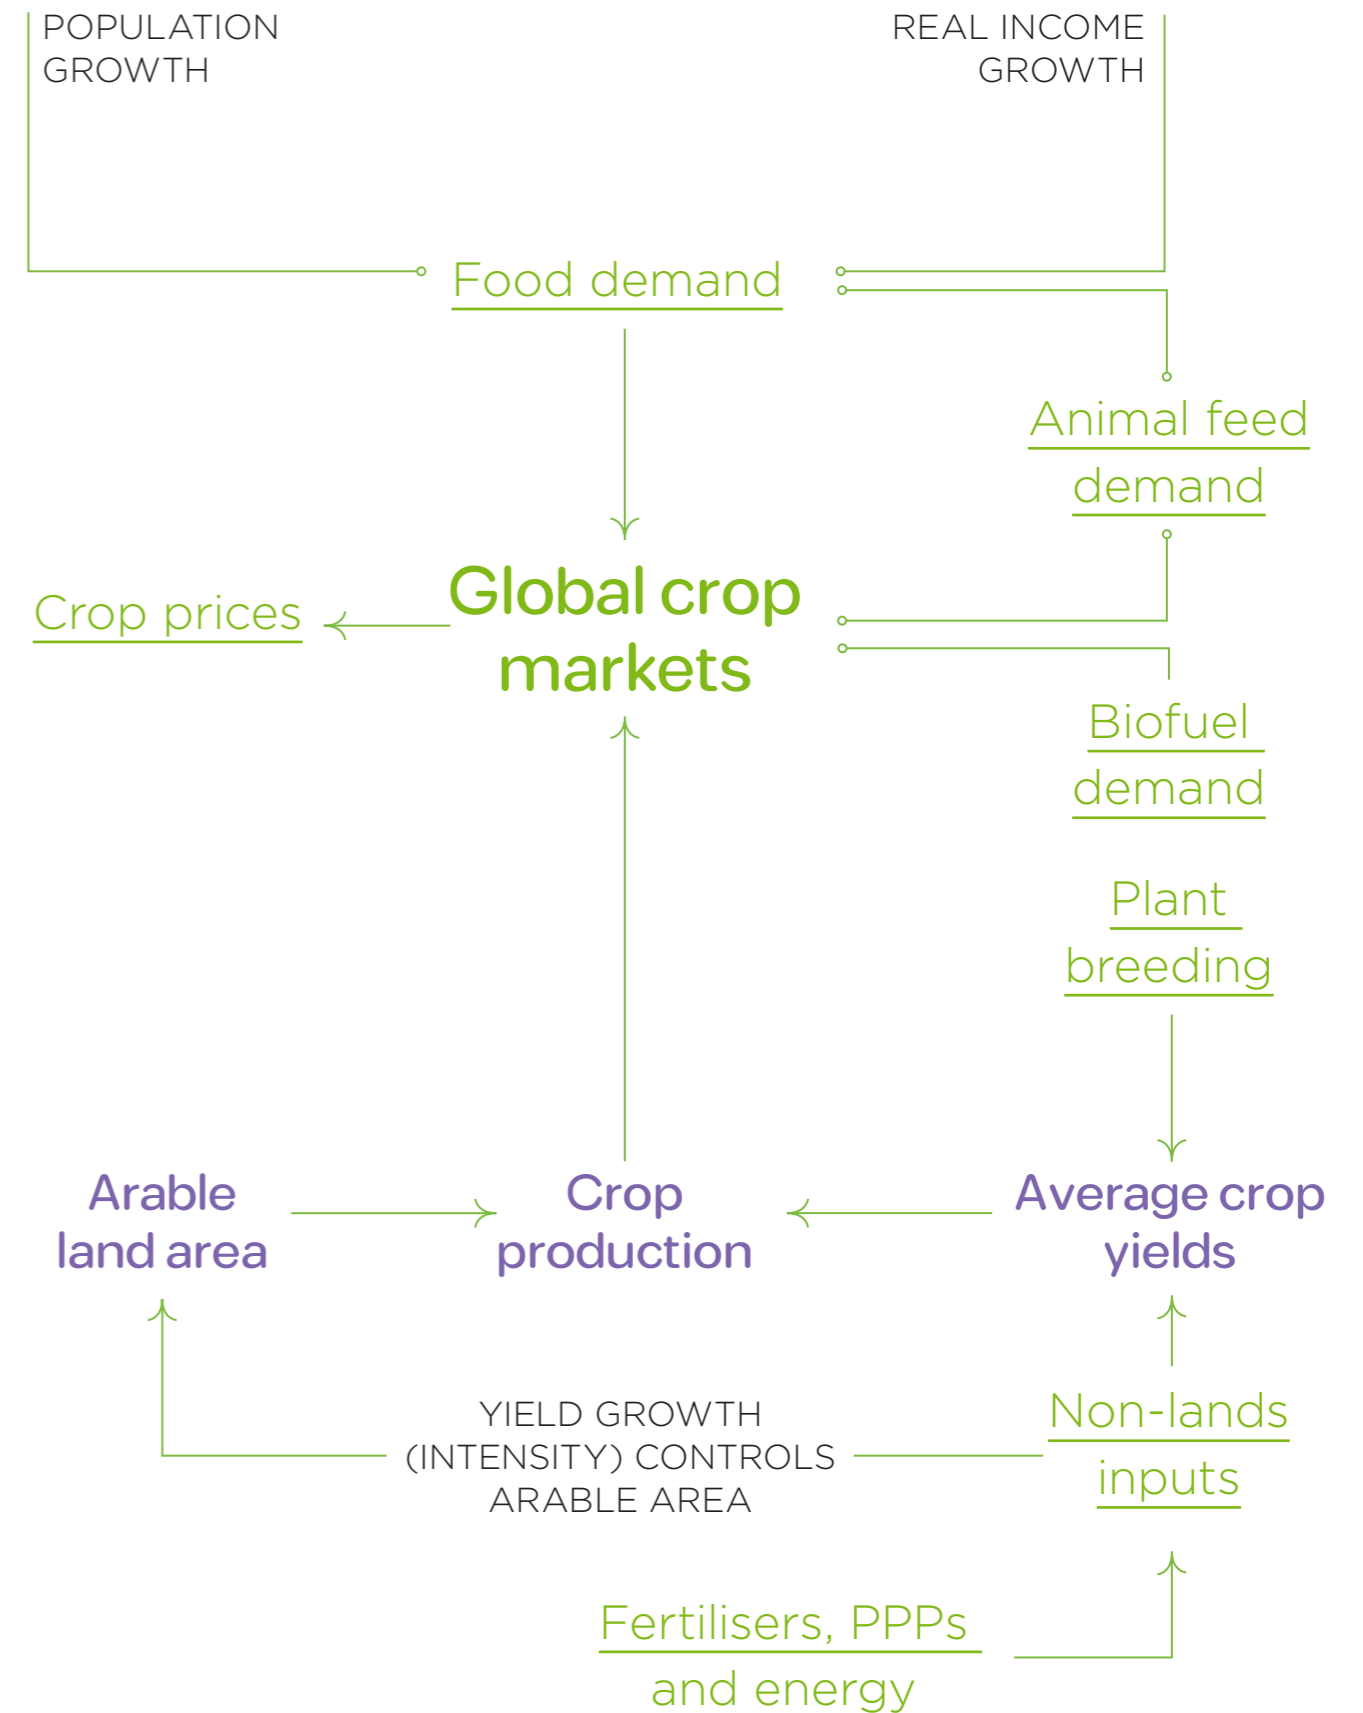 POPULATION
GROWTH
REAL INCOME
GROWTH
Food demand
Animal feed
demand
Global crop
markets
Crop prices
Biofuel
demand
Plant
breeding
Arable
land area
Crop
production
Average crop
yields
YIELD GROWTH
(INTENSITY) CONTROLS
ARABLE AREA
Non-lands
inputs
Fertilisers, PPPs
and energy